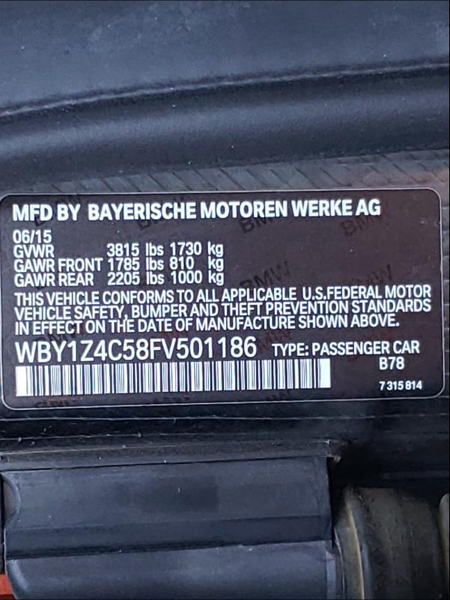 MFD BY BAYERISCHE MOTOREN WERKE AG
06/15
GVWR 3815 lbs 1730 kg
GAWR FRONT 1785 lbs 810 kg
GAWR REAR 2205 lbs 1000 kg
THIS VEHICLE CONFORMS TO ALL APPLICABLE U.S.FEDERAL MOTOR
VEHICLE SAFETY, BUMPER AND THEFT PREVENTION STANDARDS
IN EFFECT ON THE DATE OF MANUFACTURE SHOWN ABOVE.
WBY1Z4C58FV501186 TYPE: PASSENGER CAR
B78
7 315 814